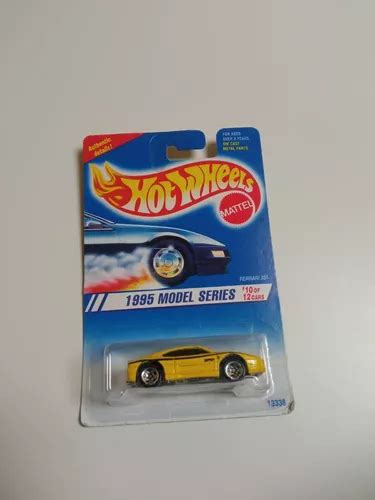 Authentic
details!
FOR AGES
OVER 3 YEARS
DIE CAST
METAL PARTS
HOT WHEELS
MATTEL
FERRARI 355
1995 MODEL SERIES
#10 OF
12 CARS
13338